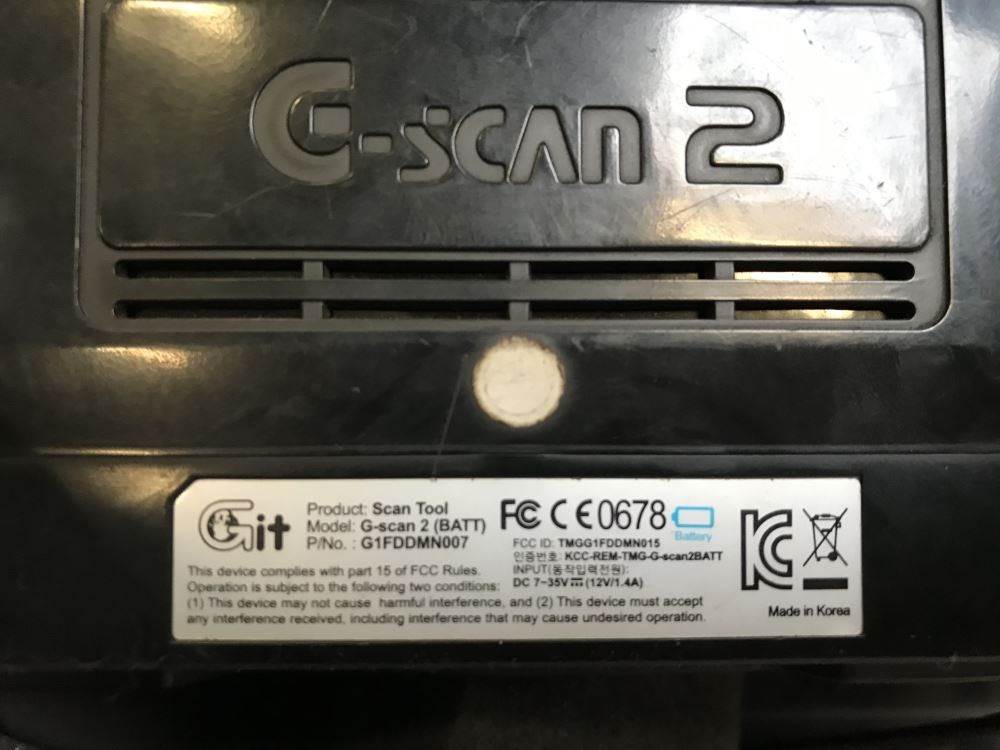 G-scan 2
Git
Product: Scan Tool
Model: G-scan 2 (BATT)
P/No. : G1FDDMN007
FC CE0678
Battery
FCC ID: TMGG1FDDMN015
인증번호: KCC-REM-TMG-G-scan2BATT
INPUT(동작입력전원):
DC 7~35V⎓(12V/1.4A)
This device complies with part 15 of FCC Rules.
Operation is subject to the following two conditions:
(1) This device may not cause harmful interference, and (2) This device must accept
any interference received, including interference that may cause undesired operation.
KC
Made in Korea